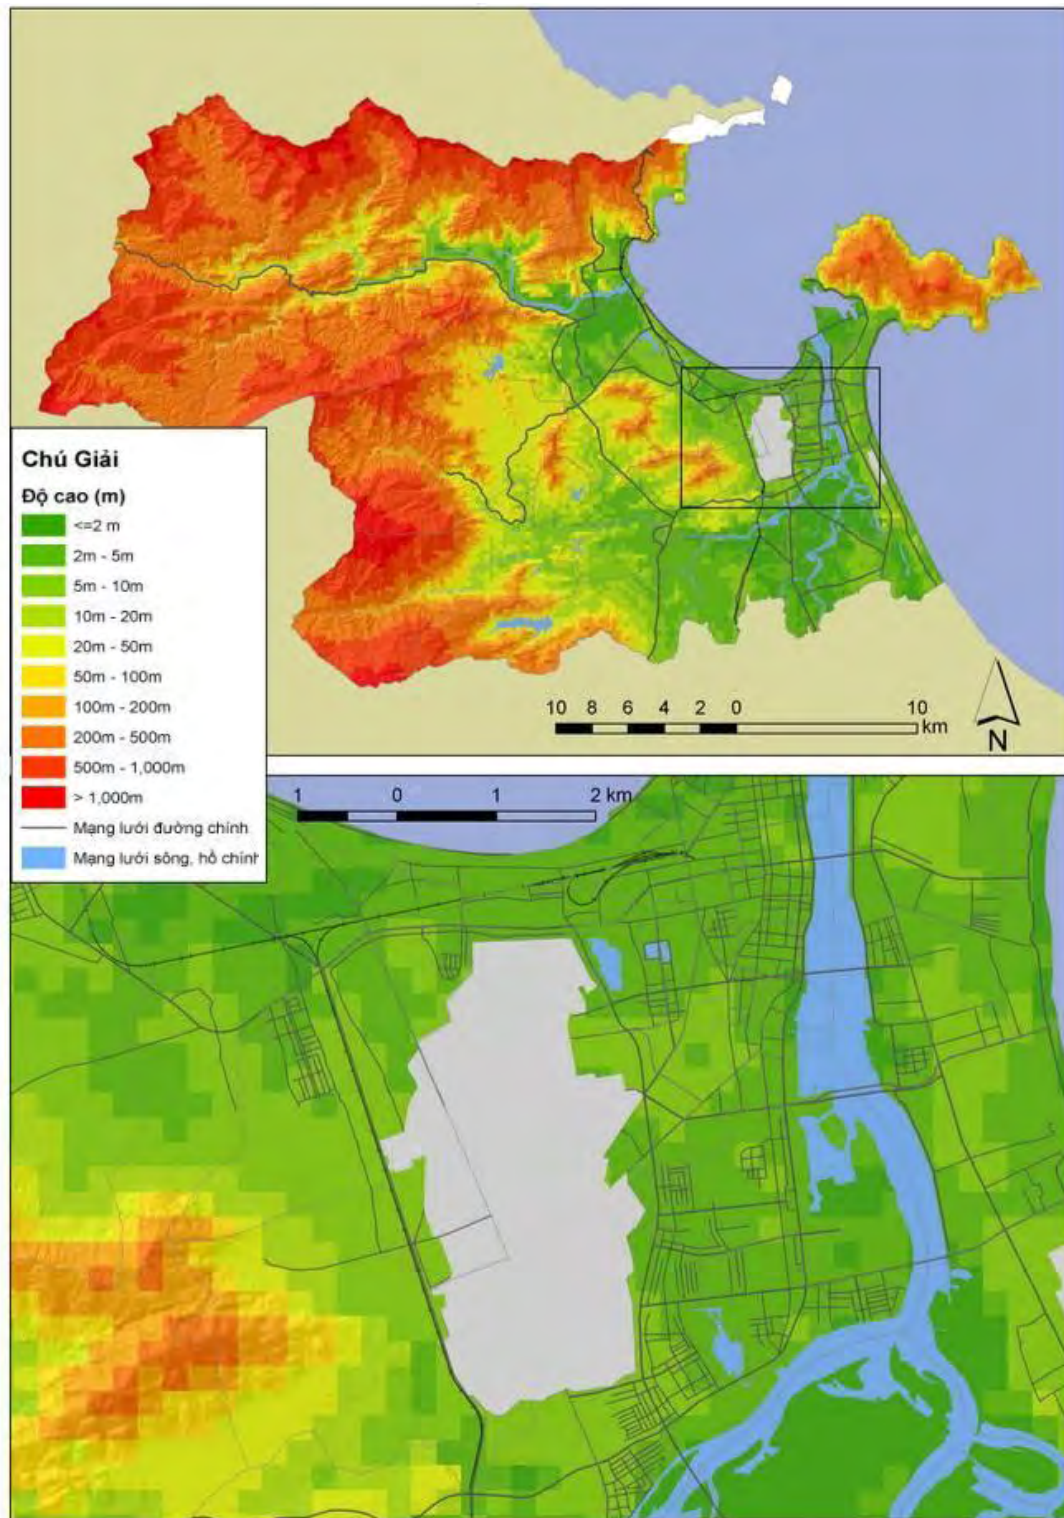 Chú Giải
Độ cao (m)
<=2 m
2m - 5m
5m - 10m
10m - 20m
20m - 50m
50m - 100m
100m - 200m
200m - 500m
500m - 1,000m
> 1,000m
Mạng lưới đường chính
Mạng lưới sông, hồ chính
10 8 6 4 2 0 10
km
N
1 0 1 2 km